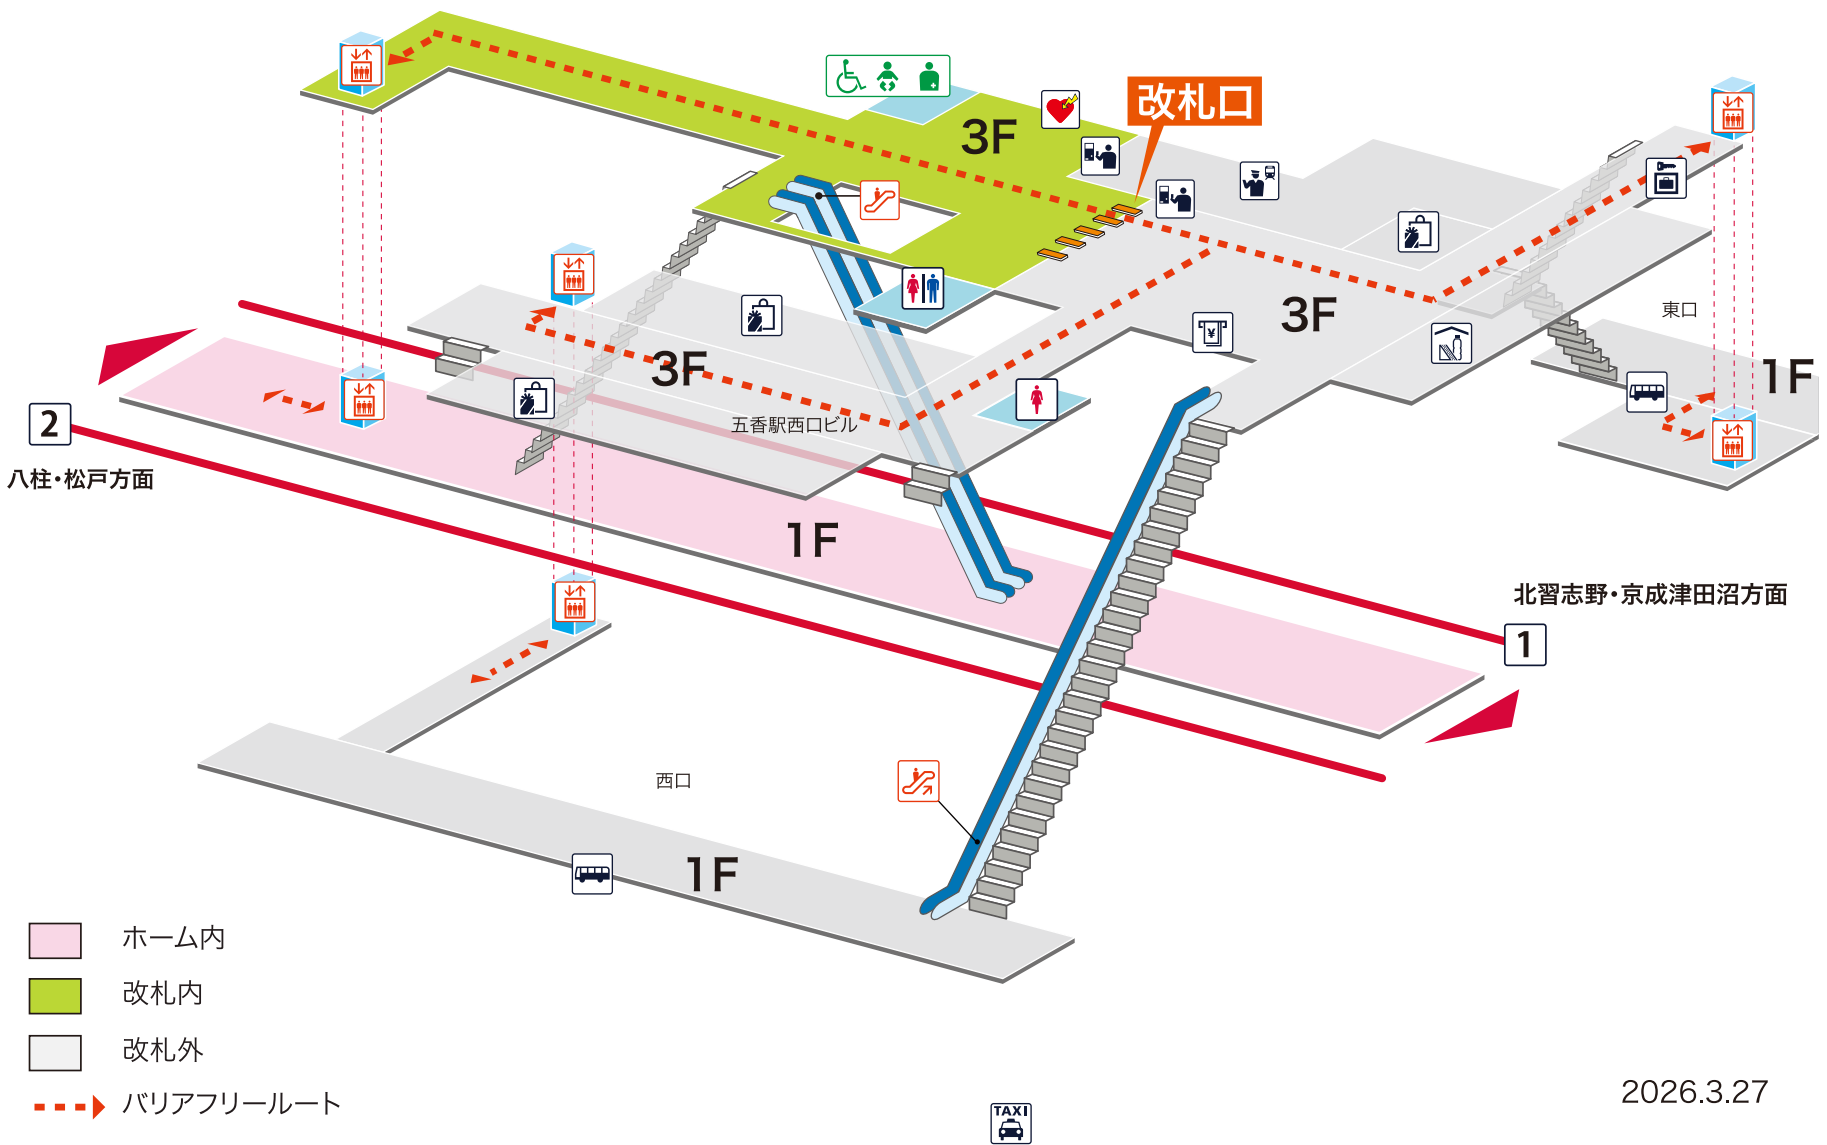 改札口
3F
3F
東口
1F
3F
五香駅西口ビル
2
八柱・松戸方面
1F
北習志野・京成津田沼方面
1
西口
1F
ホーム内
改札内
改札外
バリアフリールート
2026.3.27
TAXI
¥